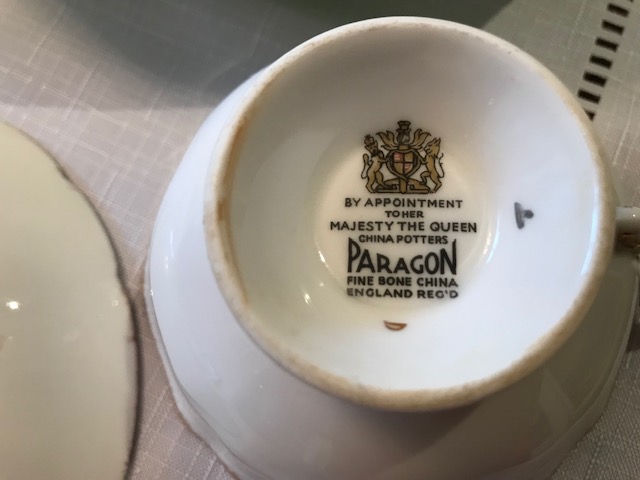 BY APPOINTMENT
TO HER
MAJESTY THE QUEEN
CHINA POTTERS
PARAGON
FINE BONE CHINA
ENGLAND REG'D